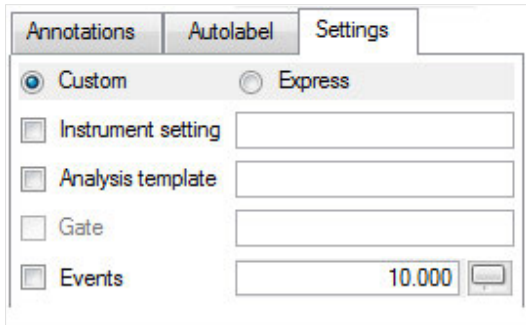 Annotations Autolabel Settings
Custom Express
Instrument setting
Analysis template
Gate
Events 10.000